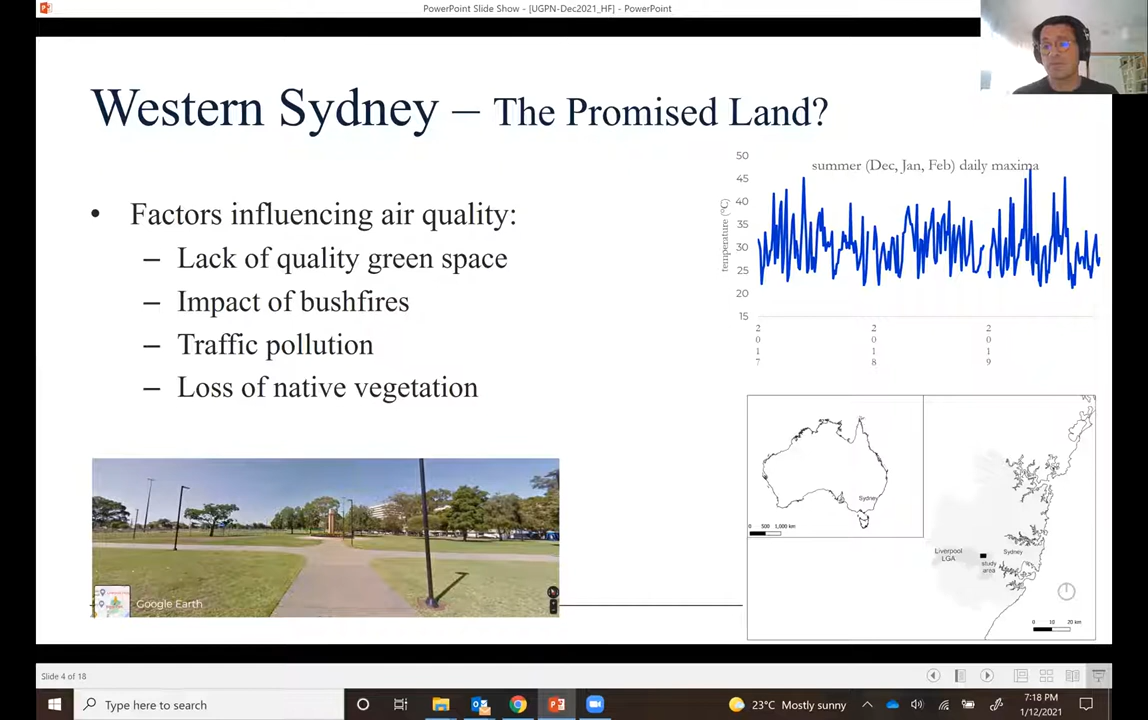 PowerPoint Slide Show - [UGPN-Dec2021_HF] - PowerPoint
Western Sydney – The Promised Land?
• Factors influencing air quality:
– Lack of quality green space
– Impact of bushfires
– Traffic pollution
– Loss of native vegetation
summer (Dec, Jan, Feb) daily maxima
temperature (°C)
50
45
40
35
30
25
20
15
2017
2018
2019
Sydney
0 500 1,000 km
Liverpool
LGA
study
area
Sydney
0 10 20 km
Google Earth
Slide 4 of 18
Type here to search
23°C Mostly sunny
7:18 PM
1/12/2021